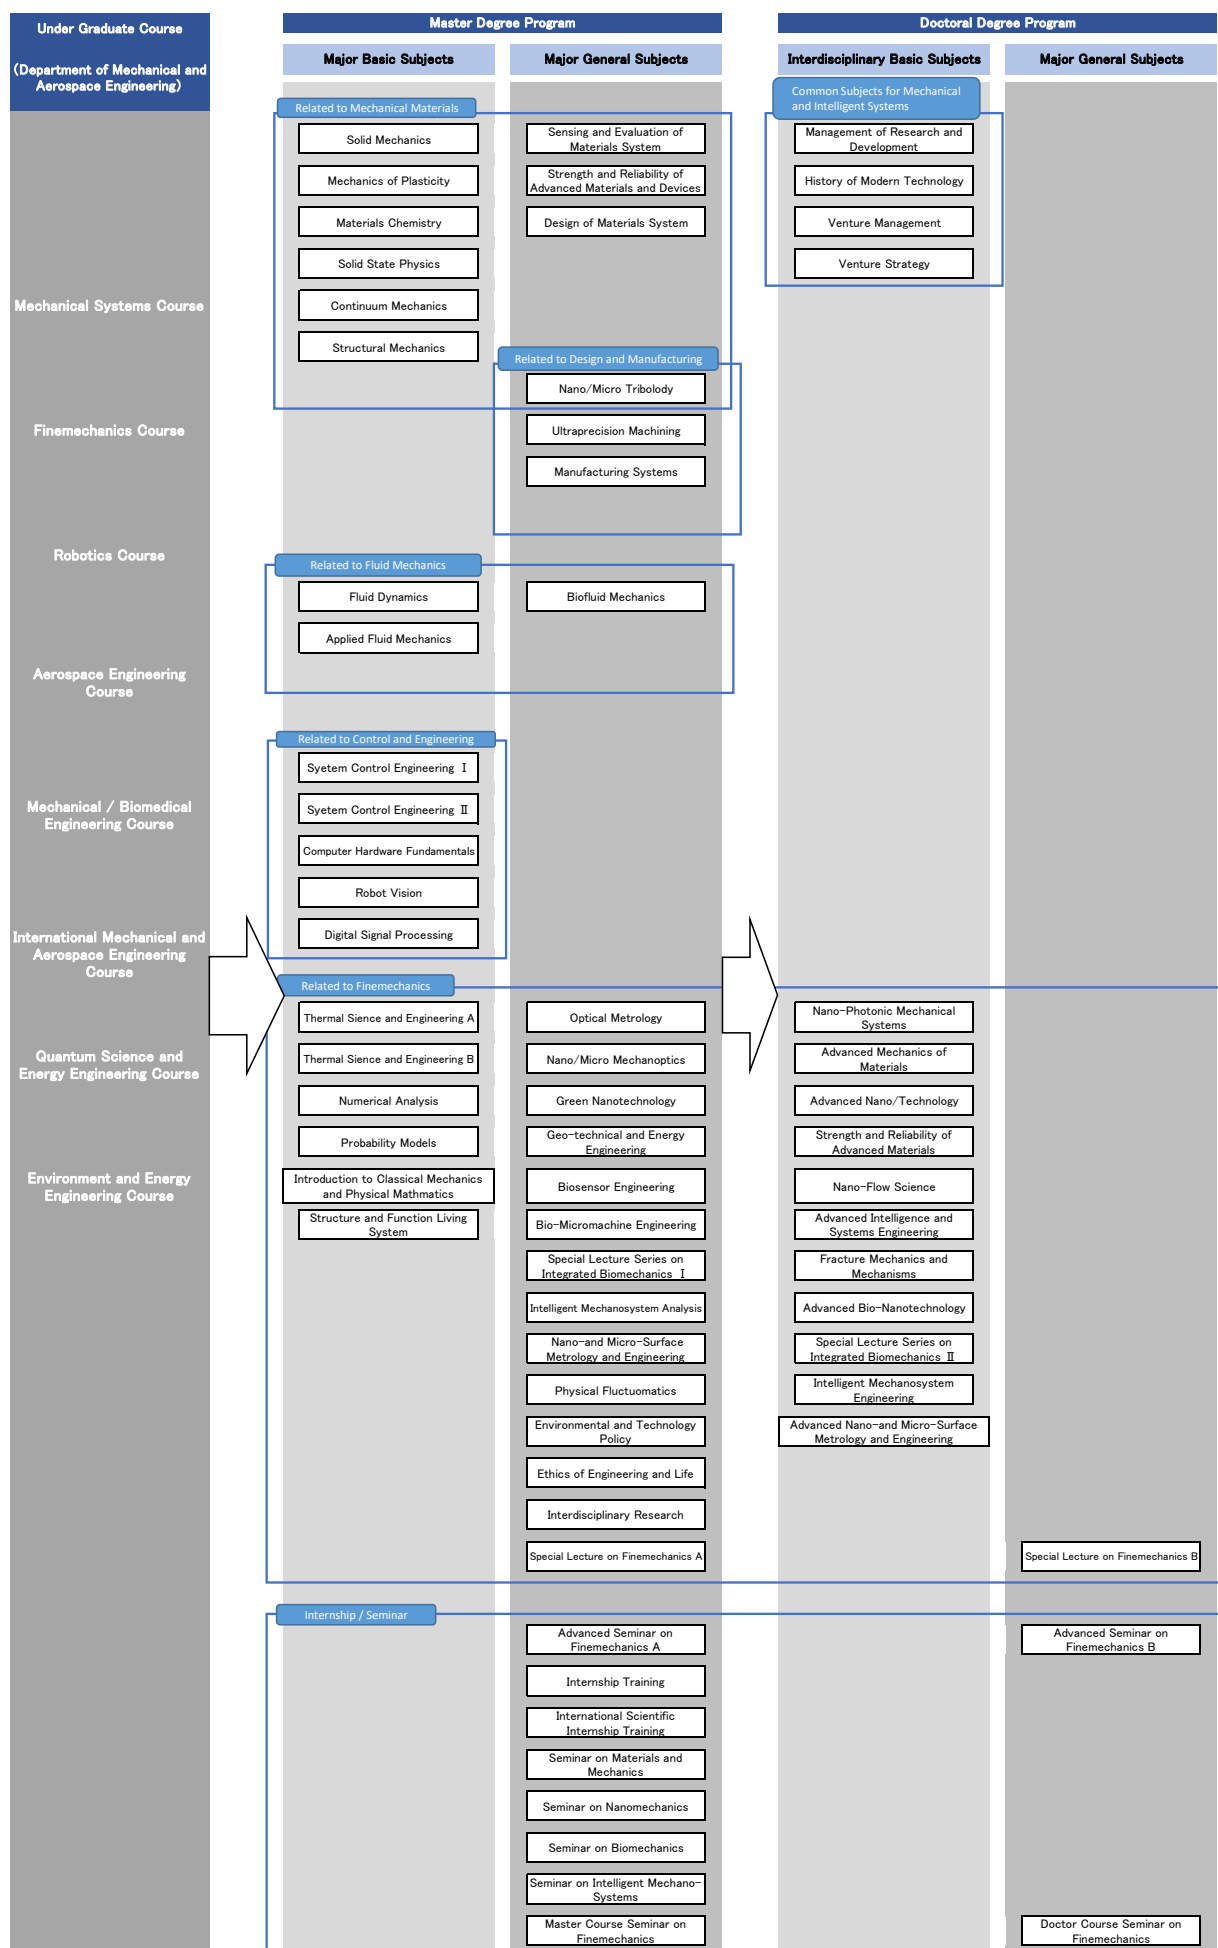 Under Graduate Course
(Department of Mechanical and
Aerospace Engineering)
Mechanical Systems Course
Finemechanics Course
Robotics Course
Aerospace Engineering
Course
Mechanical / Biomedical
Engineering Course
International Mechanical and
Aerospace Engineering
Course
Quantum Science and
Energy Engineering Course
Environment and Energy
Engineering Course
Master Degree Program
Major Basic Subjects
Major General Subjects
Related to Mechanical Materials
Solid Mechanics
Mechanics of Plasticity
Materials Chemistry
Solid State Physics
Continuum Mechanics
Structural Mechanics
Sensing and Evaluation of
Materials System
Strength and Reliability of
Advanced Materials and Devices
Design of Materials System
Related to Design and Manufacturing
Nano/Micro Tribolody
Ultraprecision Machining
Manufacturing Systems
Related to Fluid Mechanics
Fluid Dynamics
Applied Fluid Mechanics
Biofluid Mechanics
Related to Control and Engineering
Syetem Control Engineering Ⅰ
Syetem Control Engineering Ⅱ
Computer Hardware Fundamentals
Robot Vision
Digital Signal Processing
Related to Finemechanics
Thermal Sience and Engineering A
Thermal Sience and Engineering B
Numerical Analysis
Probability Models
Introduction to Classical Mechanics
and Physical Mathmatics
Structure and Function Living
System
Optical Metrology
Nano/Micro Mechanoptics
Green Nanotechnology
Geo-technical and Energy
Engineering
Biosensor Engineering
Bio-Micromachine Engineering
Special Lecture Series on
Integrated Biomechanics Ⅰ
Intelligent Mechanosystem Analysis
Nano-and Micro-Surface
Metrology and Engineering
Physical Fluctuomatics
Environmental and Technology
Policy
Ethics of Engineering and Life
Interdisciplinary Research
Special Lecture on Finemechanics A
Internship / Seminar
Advanced Seminar on
Finemechanics A
Internship Training
International Scientific
Internship Training
Seminar on Materials and
Mechanics
Seminar on Nanomechanics
Seminar on Biomechanics
Seminar on Intelligent Mechano-
Systems
Master Course Seminar on
Finemechanics
Doctoral Degree Program
Interdisciplinary Basic Subjects
Major General Subjects
Common Subjects for Mechanical
and Intelligent Systems
Management of Research and
Development
History of Modern Technology
Venture Management
Venture Strategy
Nano-Photonic Mechanical
Systems
Advanced Mechanics of
Materials
Advanced Nano/Technology
Strength and Reliability of
Advanced Materials
Nano-Flow Science
Advanced Intelligence and
Systems Engineering
Fracture Mechanics and
Mechanisms
Advanced Bio-Nanotechnology
Special Lecture Series on
Integrated Biomechanics Ⅱ
Intelligent Mechanosystem
Engineering
Advanced Nano-and Micro-Surface
Metrology and Engineering
Special Lecture on Finemechanics B
Advanced Seminar on
Finemechanics B
Doctor Course Seminar on
Finemechanics